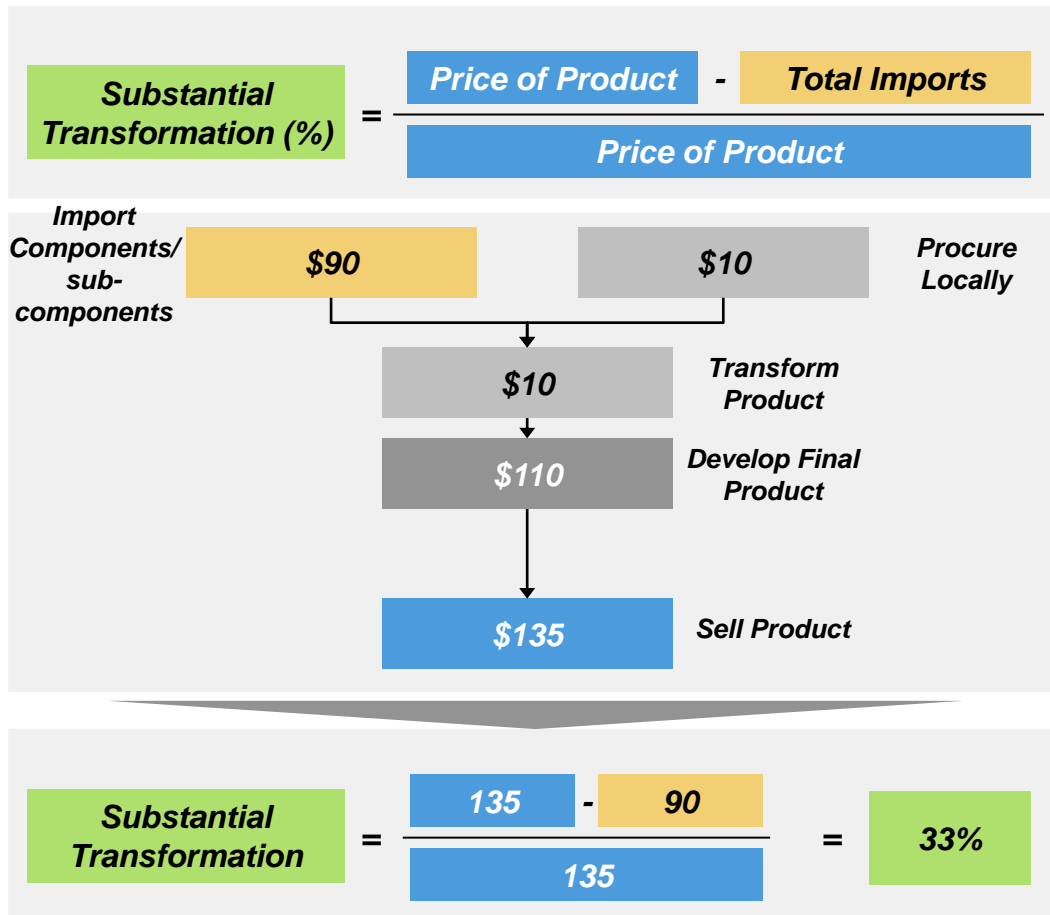 Substantial
Transformation (%)
=
Price of Product - Total Imports
Price of Product
Import
Components/
sub-
components
$90
$10
Procure
Locally
$10
Transform
Product
$110
Develop Final
Product
$135
Sell Product
Substantial
Transformation
=
135 - 90
135
=
33%